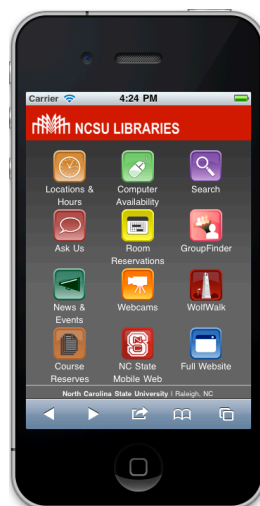 Carrier 4:24 PM
NCSU LIBRARIES
Locations & Hours
Computer Availability
Search
Ask Us
Room Reservations
GroupFinder
News & Events
Webcams
WolfWalk
Course Reserves
NC State Mobile Web
Full Website
North Carolina State University | Raleigh, NC